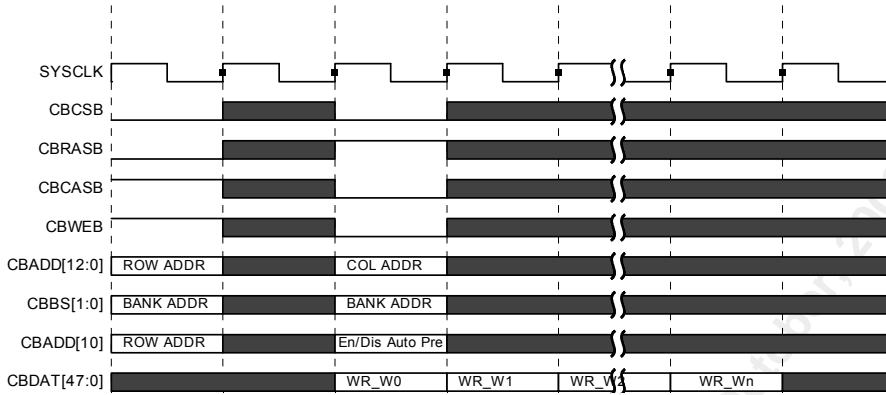 SYSCLK
CBCSB
CBRASB
CBCASB
CBWEB
CBADD[12:0] ROW ADDR COL ADDR
CBBS[1:0] BANK ADDR BANK ADDR
CBADD[10] ROW ADDR En/Dis Auto Pre
CBDAT[47:0] WR_W0 WR_W1 WR_W2 WR_Wn